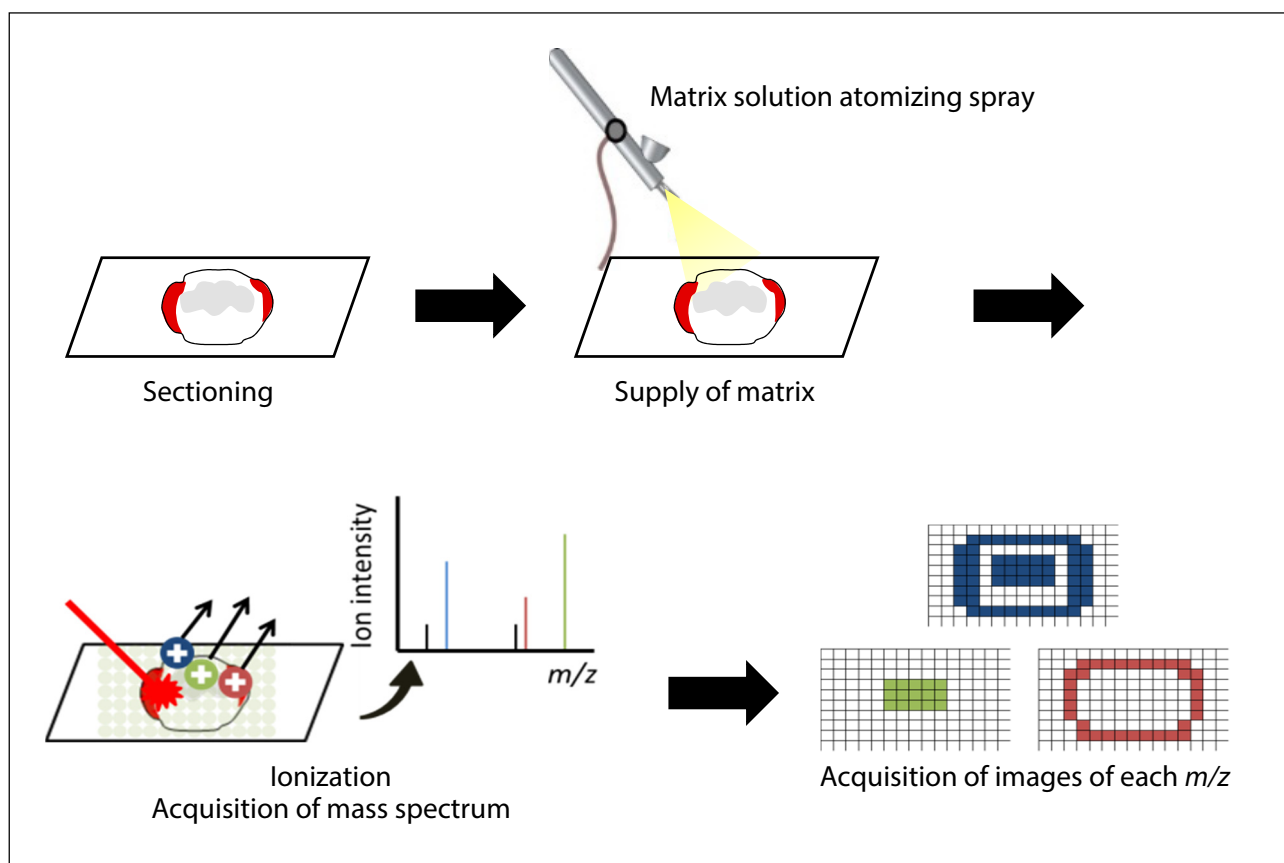 Matrix solution atomizing spray
Sectioning
Supply of matrix
Ion intensity
m/z
Ionization
Acquisition of mass spectrum
Acquisition of images of each m/z